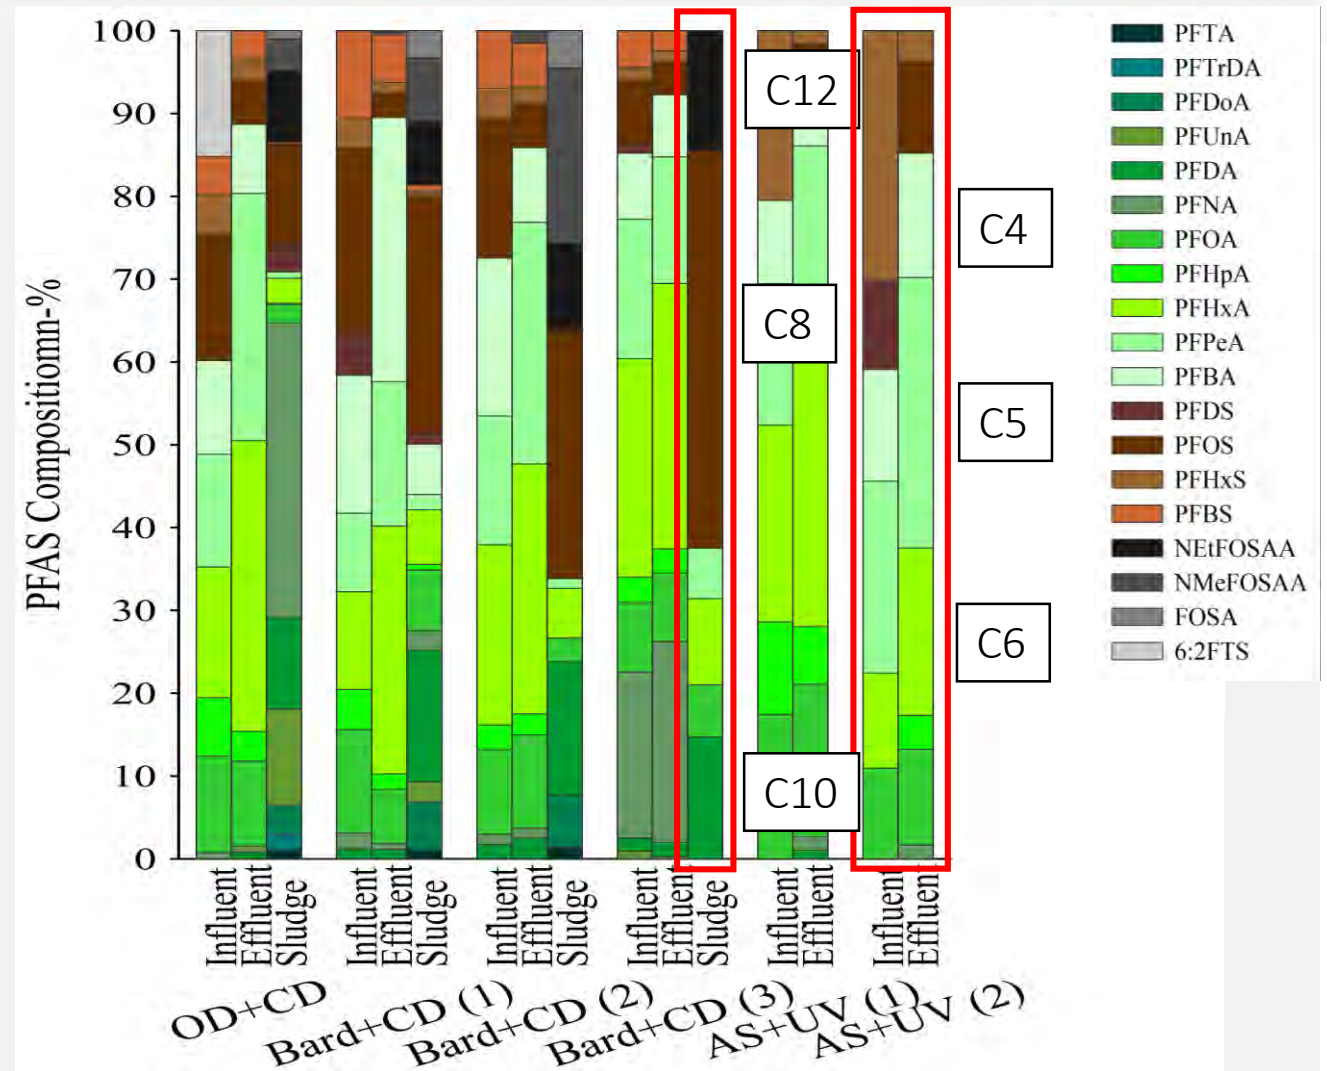 PFAS Compositiomn-%
100
90
80
70
60
50
40
30
20
10
0
C12
C8
C10
C4
C5
C6
PFTA
PFTrDA
PFDoA
PFUnA
PFDA
PFNA
PFOA
PFHpA
PFHxA
PFPeA
PFBA
PFDS
PFOS
PFHxS
PFBS
NEtFOSAA
NMeFOSAA
FOSA
6:2FTS
Influent
Effluent
Sludge
Influent
Effluent
Sludge
Influent
Effluent
Sludge
Influent
Effluent
Sludge
Influent
Effluent
Influent
Effluent
OD+CD
Bard+CD (1)
Bard+CD (2)
Bard+CD (3)
AS+UV (1)
AS+UV (2)